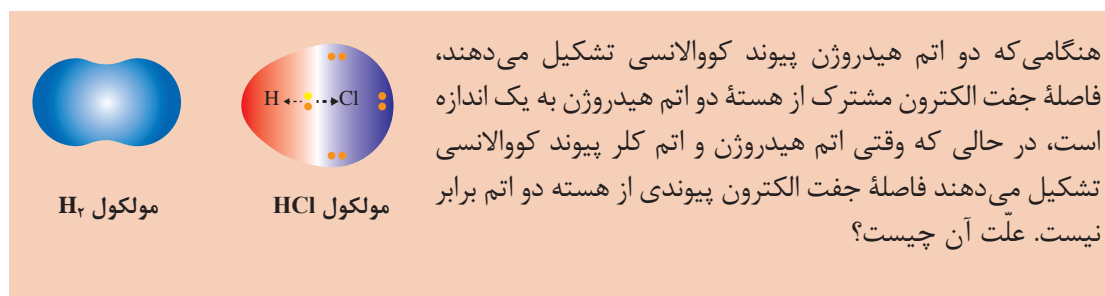 هنگامی‌که دو اتم هیدروژن پیوند کووالانسی تشکیل می‌دهند،
فاصلهٔ جفت الکترون مشترک از هستهٔ دو اتم هیدروژن به یک اندازه
است، در حالی که وقتی اتم هیدروژن و اتم کلر پیوند کووالانسی
تشکیل می‌دهند فاصلهٔ جفت الکترون پیوندی از هسته دو اتم برابر
نیست. علّت آن چیست؟
H Cl
مولکول HCl
مولکول H₂